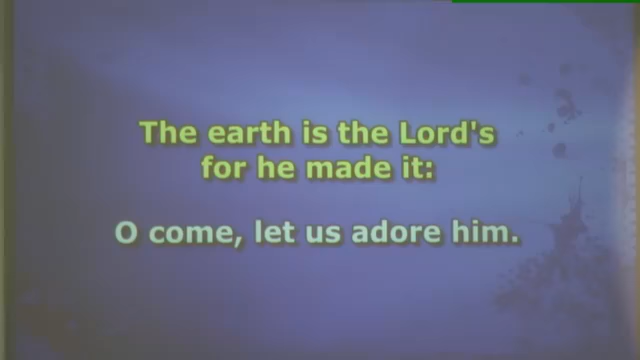 The earth is the Lord's
for he made it:
O come, let us adore him.